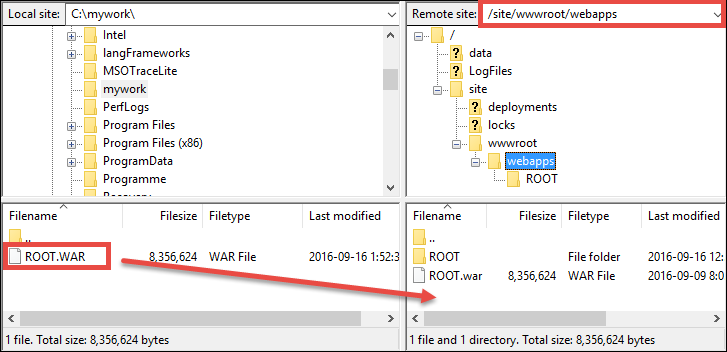 Local site: C:\mywork\
Intel
langFrameworks
MSOTraceLite
mywork
PerfLogs
Program Files
Program Files (x86)
ProgramData
Programme
Recovery
Filename Filesize Filetype Last modified
..
ROOT.WAR 8,356,624 WAR File 2016-09-16 1:52:3
1 file. Total size: 8,356,624 bytes
Remote site: /site/wwwroot/webapps
/
? data
? LogFiles
site
? deployments
? locks
wwwroot
webapps
ROOT
Filename Filesize Filetype Last modified
..
ROOT File folder 2016-09-16 12:
ROOT.war 8,356,624 WAR File 2016-09-09 8:0
1 file and 1 directory. Total size: 8,356,624 bytes